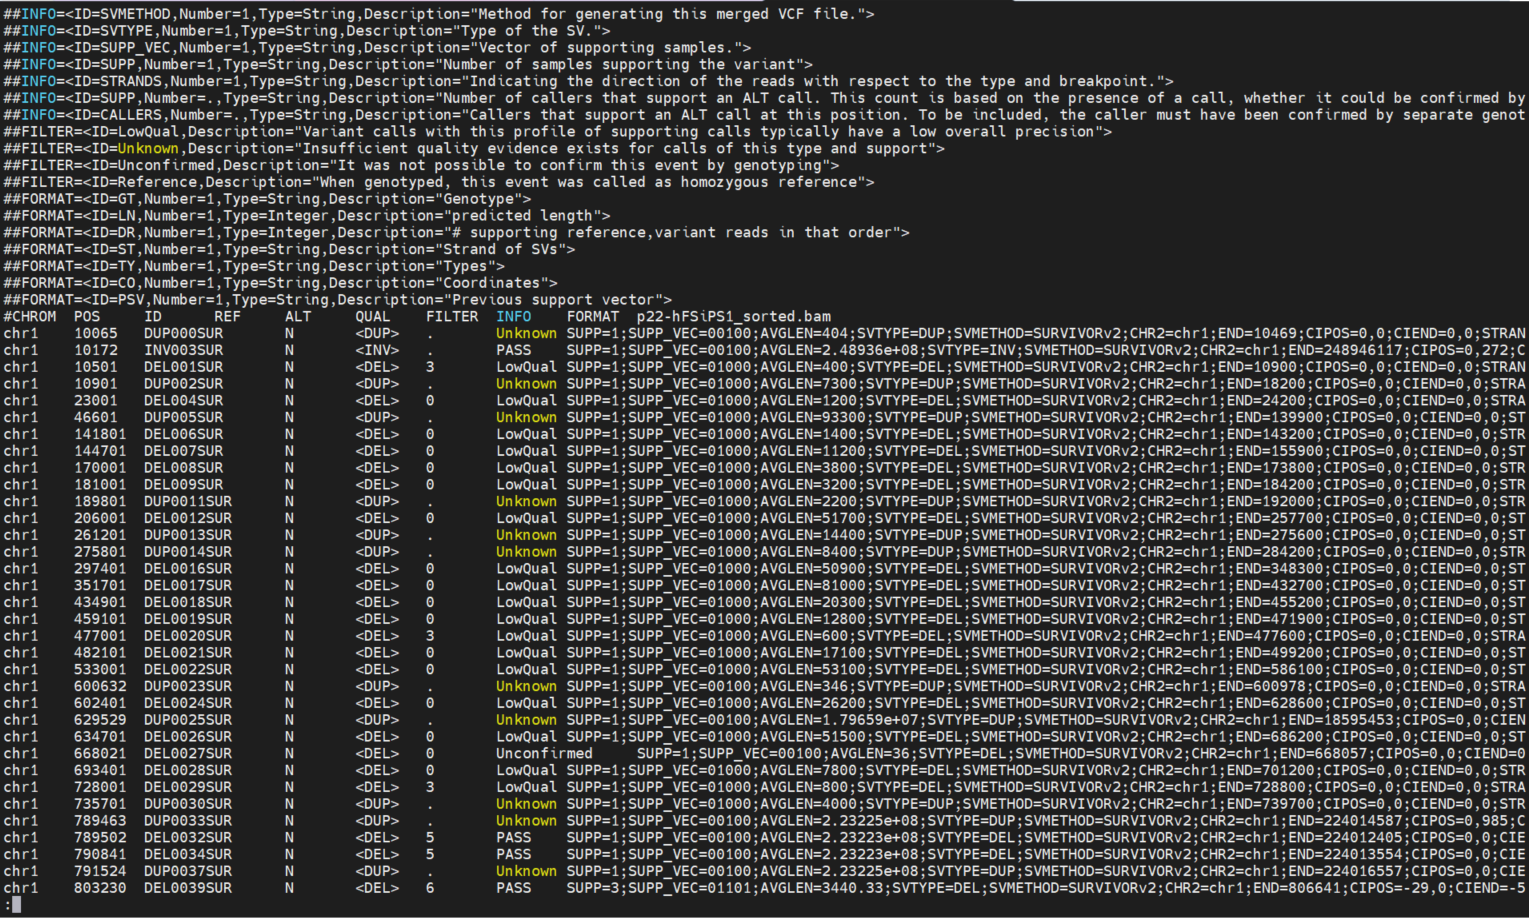 ##INFO=<ID=SVMETHOD,Number=1,Type=String,Description="Method for generating this merged VCF file.">
##INFO=<ID=SVTYPE,Number=1,Type=String,Description="Type of the SV.">
##INFO=<ID=SUPP_VEC,Number=1,Type=String,Description="Vector of supporting samples.">
##INFO=<ID=SUPP,Number=1,Type=String,Description="Number of samples supporting the variant">
##INFO=<ID=STRANDS,Number=1,Type=String,Description="Indicating the direction of the reads with respect to the type and breakpoint.">
##INFO=<ID=SUPP,Number=.,Type=String,Description="Number of callers that support an ALT call. This count is based on the presence of a call, whether it could be confirmed by
##INFO=<ID=CALLERS,Number=.,Type=String,Description="Callers that support an ALT call at this position. To be included, the caller must have been confirmed by separate genot
##FILTER=<ID=LowQual,Description="Variant calls with this profile of supporting calls typically have a low overall precision">
##FILTER=<ID=Unknown,Description="Insufficient quality evidence exists for calls of this type and support">
##FILTER=<ID=Unconfirmed,Description="It was not possible to confirm this event by genotyping">
##FILTER=<ID=Reference,Description="When genotyped, this event was called as homozygous reference">
##FORMAT=<ID=GT,Number=1,Type=String,Description="Genotype">
##FORMAT=<ID=LN,Number=1,Type=Integer,Description="predicted length">
##FORMAT=<ID=DR,Number=1,Type=Integer,Description="# supporting reference,variant reads in that order">
##FORMAT=<ID=ST,Number=1,Type=String,Description="Strand of SVs">
##FORMAT=<ID=TY,Number=1,Type=String,Description="Types">
##FORMAT=<ID=CO,Number=1,Type=String,Description="Coordinates">
##FORMAT=<ID=PSV,Number=1,Type=String,Description="Previous support vector">
#CHROM POS ID REF ALT QUAL FILTER INFO FORMAT p22-hFSiPS1_sorted.bam
chr1 10065 DUP000SUR N <DUP> . Unknown SUPP=1;SUPP_VEC=00100;AVGLEN=404;SVTYPE=DUP;SVMETHOD=SURVIVORv2;CHR2=chr1;END=10469;CIPOS=0,0;CIEND=0,0;STRAN
chr1 10172 INV003SUR N <INV> . PASS SUPP=1;SUPP_VEC=00100;AVGLEN=2.48936e+08;SVTYPE=INV;SVMETHOD=SURVIVORv2;CHR2=chr1;END=248946117;CIPOS=0,272;C
chr1 10501 DEL001SUR N <DEL> 3 LowQual SUPP=1;SUPP_VEC=01000;AVGLEN=400;SVTYPE=DEL;SVMETHOD=SURVIVORv2;CHR2=chr1;END=10900;CIPOS=0,0;CIEND=0,0;STRAN
chr1 10901 DUP002SUR N <DUP> . Unknown SUPP=1;SUPP_VEC=01000;AVGLEN=7300;SVTYPE=DUP;SVMETHOD=SURVIVORv2;CHR2=chr1;END=18200;CIPOS=0,0;CIEND=0,0;STRA
chr1 23001 DEL004SUR N <DEL> 0 LowQual SUPP=1;SUPP_VEC=01000;AVGLEN=1200;SVTYPE=DEL;SVMETHOD=SURVIVORv2;CHR2=chr1;END=24200;CIPOS=0,0;CIEND=0,0;STRA
chr1 46601 DUP005SUR N <DUP> . Unknown SUPP=1;SUPP_VEC=01000;AVGLEN=93300;SVTYPE=DUP;SVMETHOD=SURVIVORv2;CHR2=chr1;END=139900;CIPOS=0,0;CIEND=0,0;ST
chr1 141801 DEL006SUR N <DEL> 0 LowQual SUPP=1;SUPP_VEC=01000;AVGLEN=1400;SVTYPE=DEL;SVMETHOD=SURVIVORv2;CHR2=chr1;END=143200;CIPOS=0,0;CIEND=0,0;STR
chr1 144701 DEL007SUR N <DEL> 0 LowQual SUPP=1;SUPP_VEC=01000;AVGLEN=11200;SVTYPE=DEL;SVMETHOD=SURVIVORv2;CHR2=chr1;END=155900;CIPOS=0,0;CIEND=0,0;ST
chr1 170001 DEL008SUR N <DEL> 0 LowQual SUPP=1;SUPP_VEC=01000;AVGLEN=3800;SVTYPE=DEL;SVMETHOD=SURVIVORv2;CHR2=chr1;END=173800;CIPOS=0,0;CIEND=0,0;STR
chr1 181001 DEL009SUR N <DEL> 0 LowQual SUPP=1;SUPP_VEC=01000;AVGLEN=3200;SVTYPE=DEL;SVMETHOD=SURVIVORv2;CHR2=chr1;END=184200;CIPOS=0,0;CIEND=0,0;STR
chr1 189801 DUP0011SUR N <DUP> . Unknown SUPP=1;SUPP_VEC=01000;AVGLEN=2200;SVTYPE=DUP;SVMETHOD=SURVIVORv2;CHR2=chr1;END=192000;CIPOS=0,0;CIEND=0,0;STR
chr1 206001 DEL0012SUR N <DEL> 0 LowQual SUPP=1;SUPP_VEC=01000;AVGLEN=51700;SVTYPE=DEL;SVMETHOD=SURVIVORv2;CHR2=chr1;END=257700;CIPOS=0,0;CIEND=0,0;ST
chr1 261201 DUP0013SUR N <DUP> . Unknown SUPP=1;SUPP_VEC=01000;AVGLEN=14400;SVTYPE=DUP;SVMETHOD=SURVIVORv2;CHR2=chr1;END=275600;CIPOS=0,0;CIEND=0,0;ST
chr1 275801 DUP0014SUR N <DUP> . Unknown SUPP=1;SUPP_VEC=01000;AVGLEN=8400;SVTYPE=DUP;SVMETHOD=SURVIVORv2;CHR2=chr1;END=284200;CIPOS=0,0;CIEND=0,0;STR
chr1 297401 DEL0016SUR N <DEL> 0 LowQual SUPP=1;SUPP_VEC=01000;AVGLEN=50900;SVTYPE=DEL;SVMETHOD=SURVIVORv2;CHR2=chr1;END=348300;CIPOS=0,0;CIEND=0,0;ST
chr1 351701 DEL0017SUR N <DEL> 0 LowQual SUPP=1;SUPP_VEC=01000;AVGLEN=81000;SVTYPE=DEL;SVMETHOD=SURVIVORv2;CHR2=chr1;END=432700;CIPOS=0,0;CIEND=0,0;ST
chr1 434901 DEL0018SUR N <DEL> 0 LowQual SUPP=1;SUPP_VEC=01000;AVGLEN=20300;SVTYPE=DEL;SVMETHOD=SURVIVORv2;CHR2=chr1;END=455200;CIPOS=0,0;CIEND=0,0;ST
chr1 459101 DEL0019SUR N <DEL> 0 LowQual SUPP=1;SUPP_VEC=01000;AVGLEN=12800;SVTYPE=DEL;SVMETHOD=SURVIVORv2;CHR2=chr1;END=471900;CIPOS=0,0;CIEND=0,0;ST
chr1 477001 DEL0020SUR N <DEL> 3 LowQual SUPP=1;SUPP_VEC=01000;AVGLEN=600;SVTYPE=DEL;SVMETHOD=SURVIVORv2;CHR2=chr1;END=477600;CIPOS=0,0;CIEND=0,0;STRA
chr1 482101 DEL0021SUR N <DEL> 0 LowQual SUPP=1;SUPP_VEC=01000;AVGLEN=17100;SVTYPE=DEL;SVMETHOD=SURVIVORv2;CHR2=chr1;END=499200;CIPOS=0,0;CIEND=0,0;ST
chr1 533001 DEL0022SUR N <DEL> 0 LowQual SUPP=1;SUPP_VEC=01000;AVGLEN=53100;SVTYPE=DEL;SVMETHOD=SURVIVORv2;CHR2=chr1;END=586100;CIPOS=0,0;CIEND=0,0;ST
chr1 600632 DUP0023SUR N <DUP> . Unknown SUPP=1;SUPP_VEC=00100;AVGLEN=346;SVTYPE=DUP;SVMETHOD=SURVIVORv2;CHR2=chr1;END=600978;CIPOS=0,0;CIEND=0,0;STRA
chr1 602401 DEL0024SUR N <DEL> 0 LowQual SUPP=1;SUPP_VEC=01000;AVGLEN=26200;SVTYPE=DEL;SVMETHOD=SURVIVORv2;CHR2=chr1;END=628600;CIPOS=0,0;CIEND=0,0;ST
chr1 629529 DUP0025SUR N <DUP> . Unknown SUPP=1;SUPP_VEC=00100;AVGLEN=1.79659e+07;SVTYPE=DUP;SVMETHOD=SURVIVORv2;CHR2=chr1;END=18595453;CIPOS=0,0;CIEN
chr1 634701 DEL0026SUR N <DEL> 0 LowQual SUPP=1;SUPP_VEC=01000;AVGLEN=51500;SVTYPE=DEL;SVMETHOD=SURVIVORv2;CHR2=chr1;END=686200;CIPOS=0,0;CIEND=0,0;ST
chr1 668021 DEL0027SUR N <DEL> 0 Unconfirmed SUPP=1;SUPP_VEC=00100;AVGLEN=36;SVTYPE=DEL;SVMETHOD=SURVIVORv2;CHR2=chr1;END=668057;CIPOS=0,0;CIEND=0
chr1 693401 DEL0028SUR N <DEL> 0 LowQual SUPP=1;SUPP_VEC=01000;AVGLEN=7800;SVTYPE=DEL;SVMETHOD=SURVIVORv2;CHR2=chr1;END=701200;CIPOS=0,0;CIEND=0,0;STR
chr1 728001 DEL0029SUR N <DEL> 3 LowQual SUPP=1;SUPP_VEC=01000;AVGLEN=800;SVTYPE=DEL;SVMETHOD=SURVIVORv2;CHR2=chr1;END=728800;CIPOS=0,0;CIEND=0,0;STRA
chr1 735701 DUP0030SUR N <DUP> . Unknown SUPP=1;SUPP_VEC=01000;AVGLEN=4000;SVTYPE=DUP;SVMETHOD=SURVIVORv2;CHR2=chr1;END=739700;CIPOS=0,0;CIEND=0,0;STR
chr1 789463 DUP0033SUR N <DUP> . Unknown SUPP=1;SUPP_VEC=00100;AVGLEN=2.23225e+08;SVTYPE=DUP;SVMETHOD=SURVIVORv2;CHR2=chr1;END=224014587;CIPOS=0,985;C
chr1 789502 DEL0032SUR N <DEL> 5 PASS SUPP=1;SUPP_VEC=00100;AVGLEN=2.23223e+08;SVTYPE=DEL;SVMETHOD=SURVIVORv2;CHR2=chr1;END=224012405;CIPOS=0,0;CIE
chr1 790841 DEL0034SUR N <DEL> 5 PASS SUPP=1;SUPP_VEC=00100;AVGLEN=2.23223e+08;SVTYPE=DEL;SVMETHOD=SURVIVORv2;CHR2=chr1;END=224013554;CIPOS=0,0;CIE
chr1 791524 DUP0037SUR N <DUP> . Unknown SUPP=1;SUPP_VEC=00100;AVGLEN=2.23225e+08;SVTYPE=DUP;SVMETHOD=SURVIVORv2;CHR2=chr1;END=224016557;CIPOS=0,0;CIE
chr1 803230 DEL0039SUR N <DEL> 6 PASS SUPP=3;SUPP_VEC=01101;AVGLEN=3440.33;SVTYPE=DEL;SVMETHOD=SURVIVORv2;CHR2=chr1;END=806641;CIPOS=-29,0;CIEND=-5
: